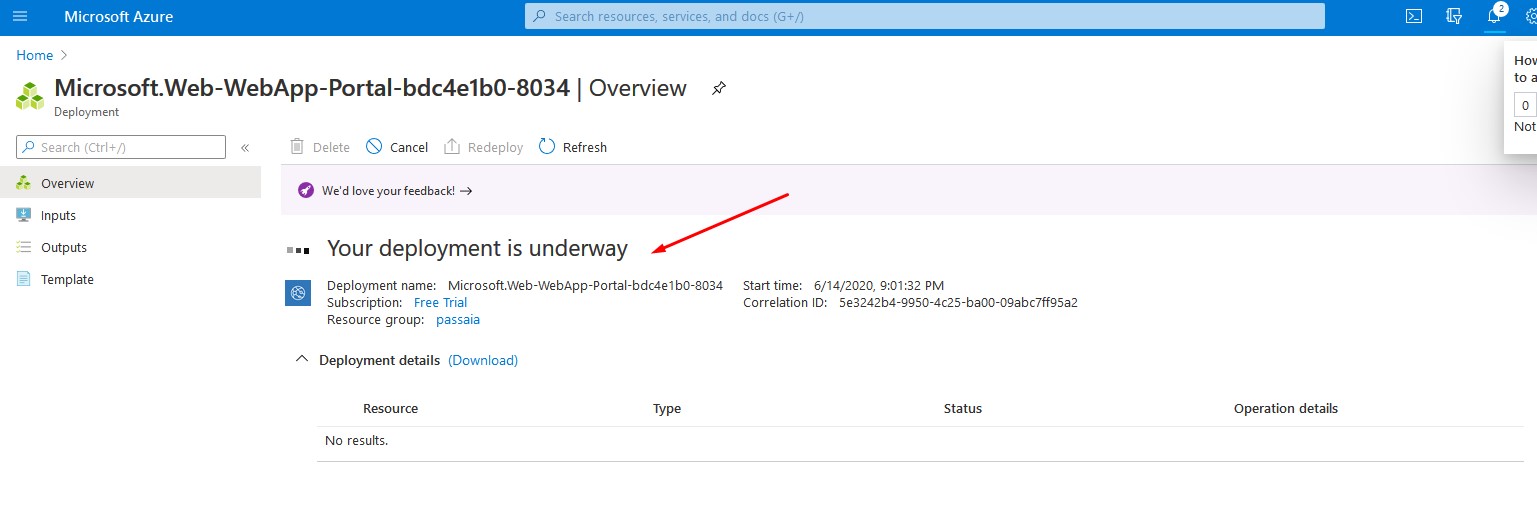 Microsoft Azure
Search resources, services, and docs (G+/)
2
Home
Microsoft.Web-WebApp-Portal-bdc4e1b0-8034 | Overview
Deployment
How
to a
0
Not
Search (Ctrl+/)
«
Delete
Cancel
Redeploy
Refresh
Overview
Inputs
Outputs
Template
We'd love your feedback! →
Your deployment is underway
Deployment name: Microsoft.Web-WebApp-Portal-bdc4e1b0-8034
Subscription: Free Trial
Resource group: passaia
Start time: 6/14/2020, 9:01:32 PM
Correlation ID: 5e3242b4-9950-4c25-ba00-09abc7ff95a2
Deployment details (Download)
Resource Type Status Operation details
No results.